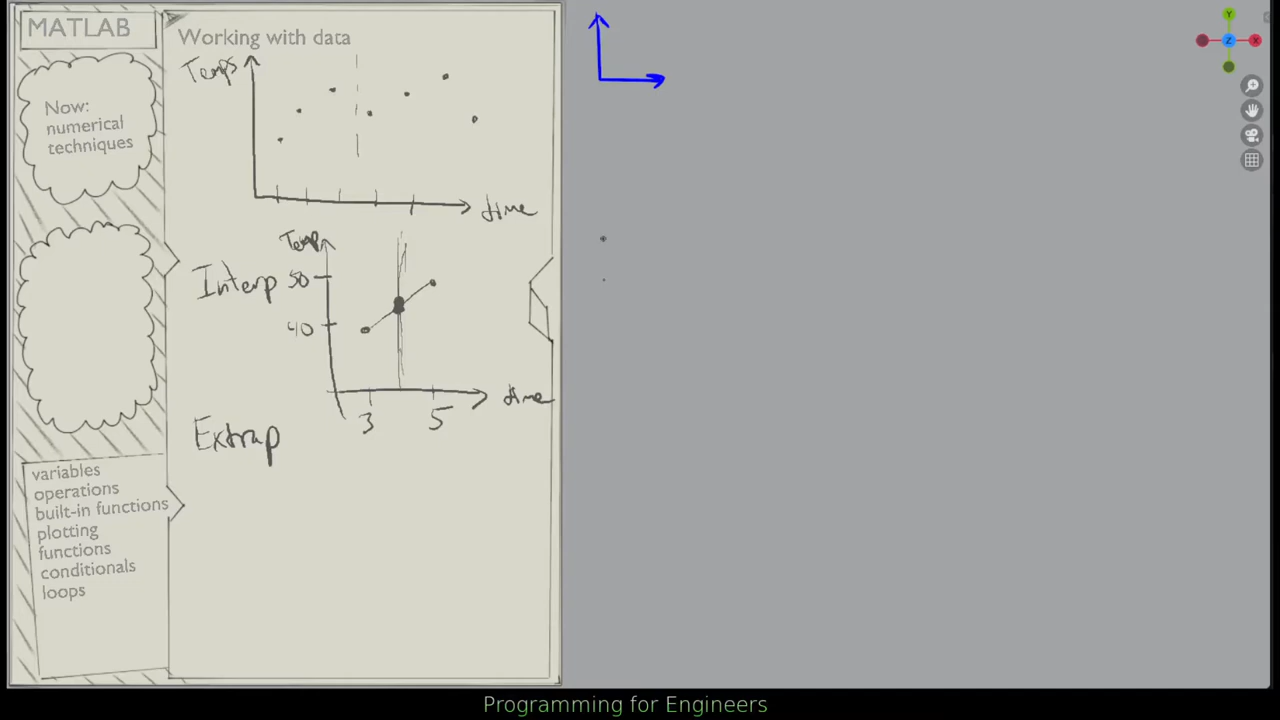 MATLAB
Now:
numerical
techniques
variables
operations
built-in functions
plotting
functions
conditionals
loops
Working with data
Temps
time
Temp
Interp
50
40
time
3
5
Extrap
Y
Z
X
Programming for Engineers